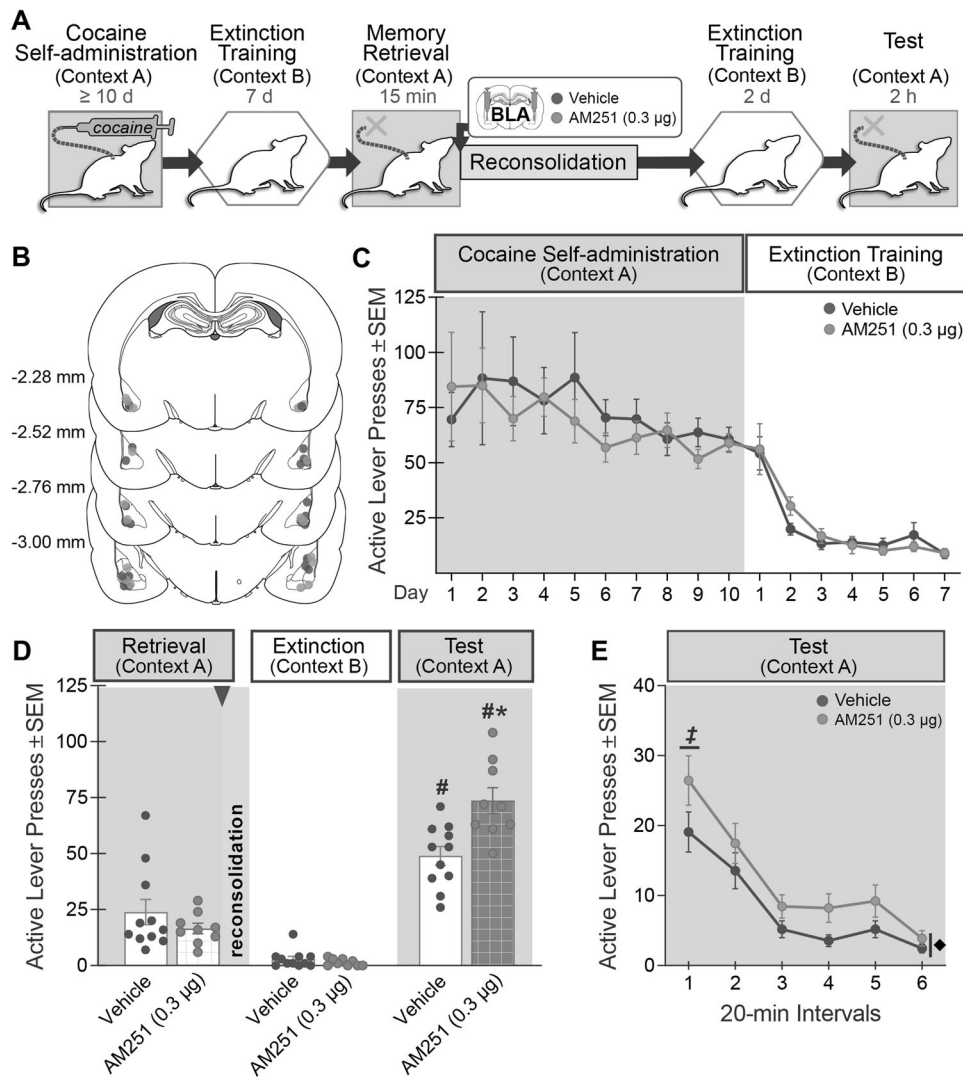 A
Cocaine
Self-administration
(Context A)
≥ 10 d
cocaine
Extinction
Training
(Context B)
7 d
Memory
Retrieval
(Context A)
15 min
BLA
Vehicle
AM251 (0.3 µg)
Reconsolidation
Extinction
Training
(Context B)
2 d
Test
(Context A)
2 h
B
-2.28 mm
-2.52 mm
-2.76 mm
-3.00 mm
C
Cocaine Self-administration
(Context A)
Extinction Training
(Context B)
Active Lever Presses ±SEM
125
100
75
50
25
Vehicle
AM251 (0.3 µg)
Day
1 2 3 4 5 6 7 8 9 10 1 2 3 4 5 6 7
D
Retrieval
(Context A)
Extinction
(Context B)
Test
(Context A)
Active Lever Presses ±SEM
125
100
75
50
25
0
reconsolidation
#
#*
Vehicle
AM251 (0.3 µg)
Vehicle
AM251 (0.3 µg)
Vehicle
AM251 (0.3 µg)
E
Test
(Context A)
Active Lever Presses ±SEM
40
30
20
10
0
Vehicle
AM251 (0.3 µg)
‡
◆
1 2 3 4 5 6
20-min Intervals